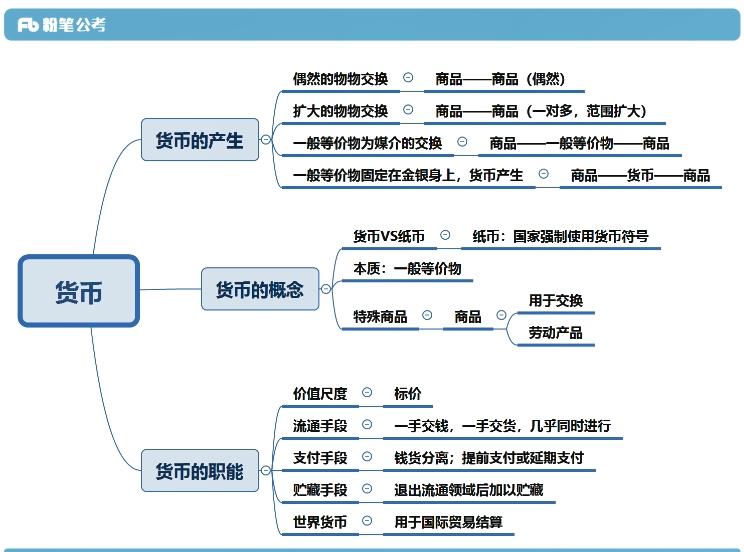 Fb 粉笔公考
货币
货币的产生
偶然的物物交换 商品——商品（偶然）
扩大的物物交换 商品——商品（一对多，范围扩大）
一般等价物为媒介的交换 商品——一般等价物——商品
一般等价物固定在金银身上，货币产生 商品——货币——商品
货币的概念
货币VS纸币 纸币：国家强制使用货币符号
本质：一般等价物
特殊商品 商品
用于交换
劳动产品
货币的职能
价值尺度 标价
流通手段 一手交钱，一手交货，几乎同时进行
支付手段 钱货分离；提前支付或延期支付
贮藏手段 退出流通领域后加以贮藏
世界货币 用于国际贸易结算